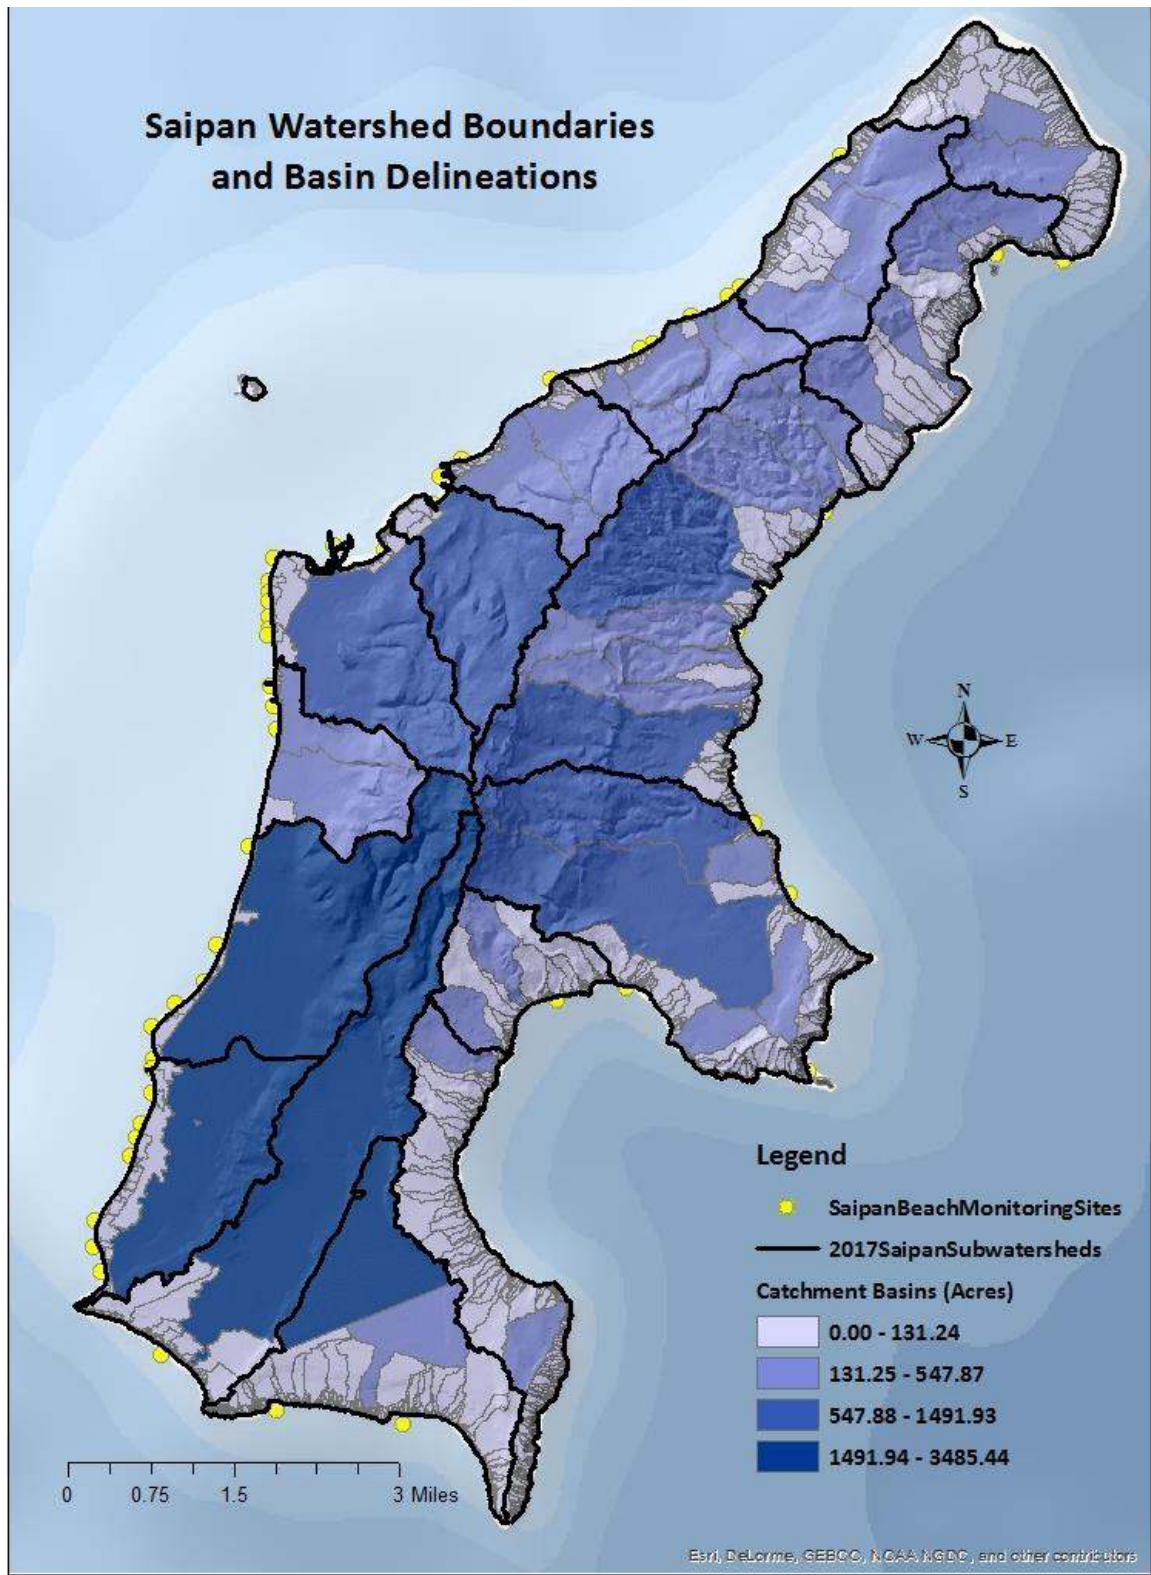 Saipan Watershed Boundaries
and Basin Delineations
N
W E
S
Legend
SaipanBeachMonitoringSites
2017SaipanSubwatersheds
Catchment Basins (Acres)
0.00 - 131.24
131.25 - 547.87
547.88 - 1491.93
1491.94 - 3485.44
0 0.75 1.5 3 Miles
Esri, DeLorme, GEBCO, NOAA NGDC, and other contributors